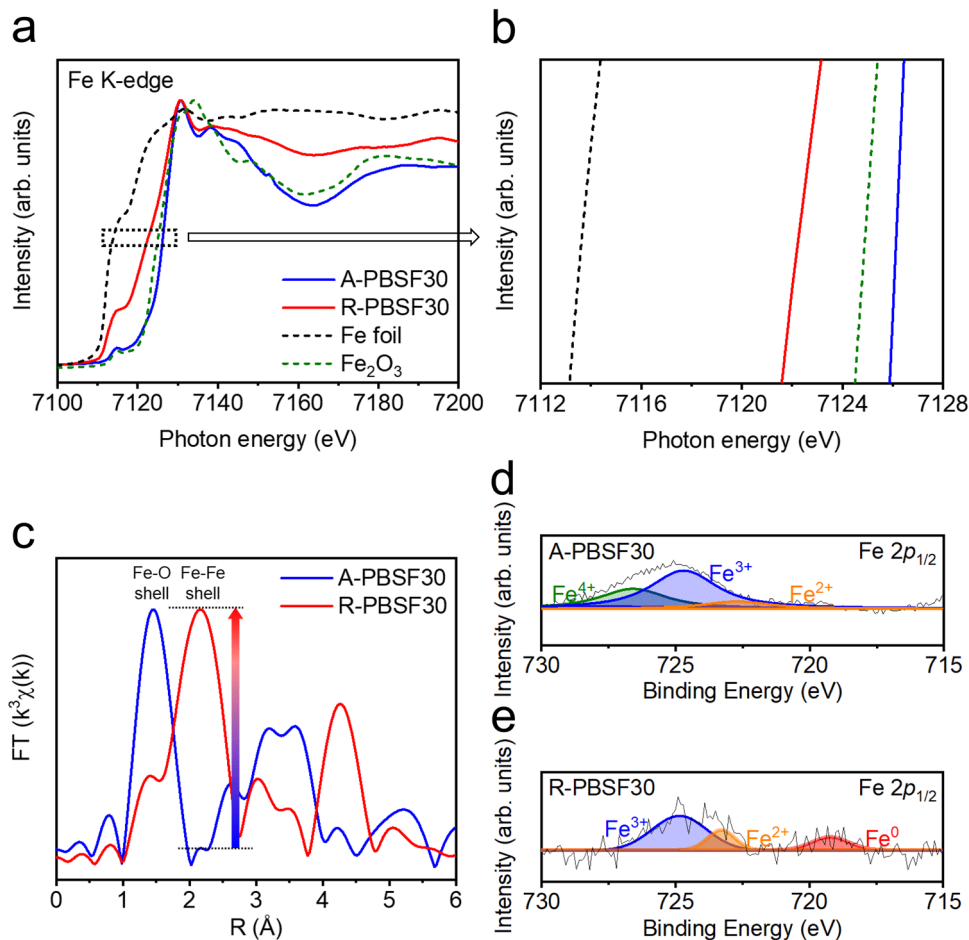 a
Fe K-edge
Intensity (arb. units)
A-PBSF30
R-PBSF30
Fe foil
Fe₂O₃
7100 7120 7140 7160 7180 7200
Photon energy (eV)
b
Intensity (arb. units)
7112 7116 7120 7124 7128
Photon energy (eV)
c
Fe-O
shell
Fe-Fe
shell
A-PBSF30
R-PBSF30
FT (k³χ(k))
0 1 2 3 4 5 6
R (Å)
d
A-PBSF30
Fe 2p₁/₂
Fe⁴⁺
Fe³⁺
Fe²⁺
Intensity (arb. units)
730 725 720 715
Binding Energy (eV)
e
R-PBSF30
Fe 2p₁/₂
Fe³⁺
Fe²⁺
Fe⁰
Intensity (arb. units)
730 725 720 715
Binding Energy (eV)